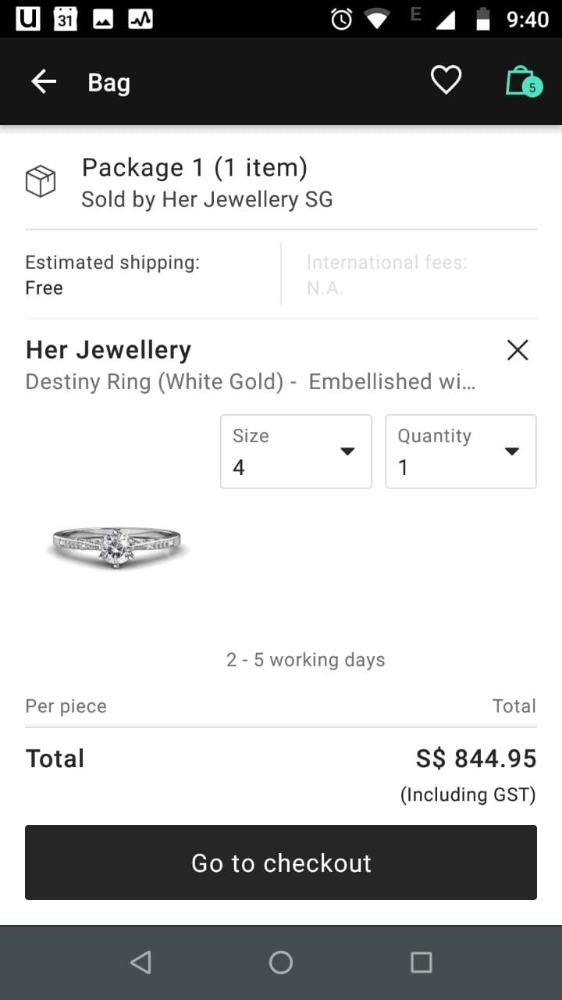 U 31 E 9:40
Bag 5
Package 1 (1 item)
Sold by Her Jewellery SG
Estimated shipping: International fees:
Free N.A.
Her Jewellery
Destiny Ring (White Gold) -  Embellished wi...
Size Quantity
4 1
2 - 5 working days
Per piece Total
Total S$ 844.95
(Including GST)
Go to checkout